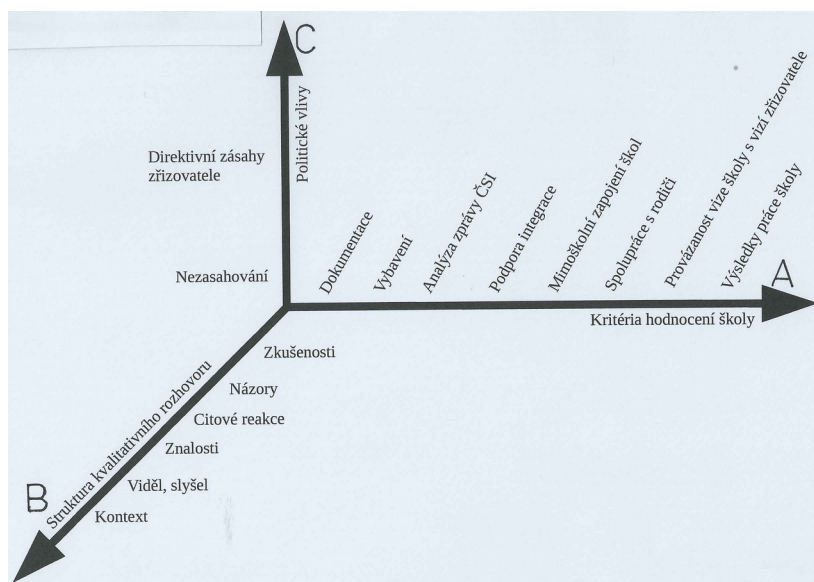 C
Politické vlivy
Direktivní zásahy
zřizovatele
Nezasahování
Dokumentace
Vybavení
Analýza zprávy ČSI
Podpora integrace
Mimoškolní zapojení škol
Spolupráce s rodiči
Provázanost vize školy s vizí zřizovatele
Výsledky práce školy
A
Kritéria hodnocení školy
Zkušenosti
Názory
Citové reakce
Znalosti
Viděl, slyšel
Kontext
Struktura kvalitativního rozhovoru
B